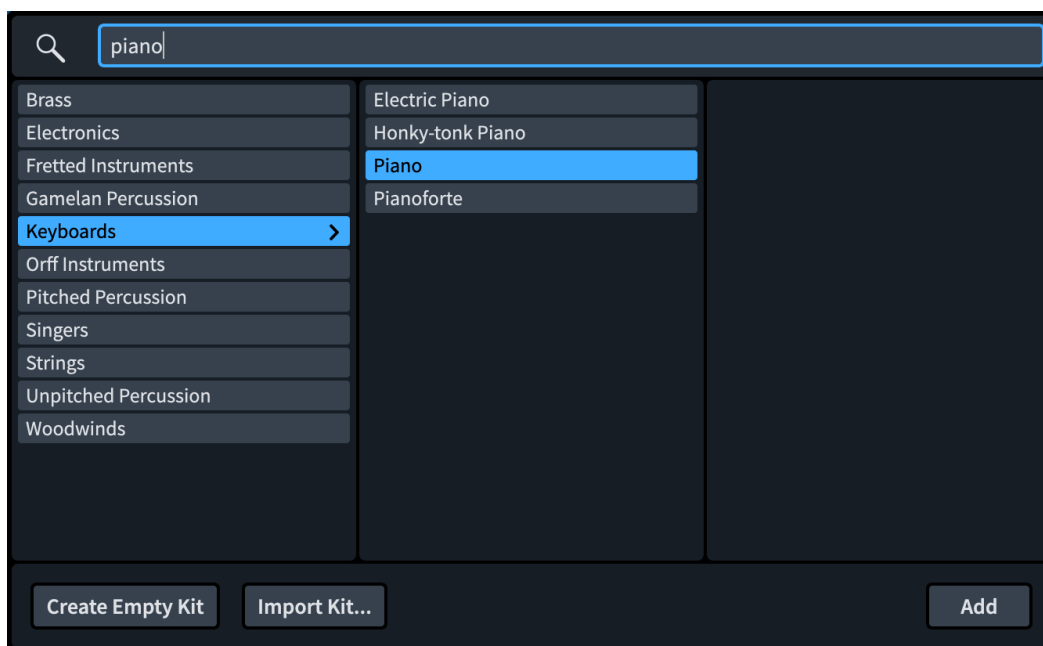 piano
Brass
Electronics
Fretted Instruments
Gamelan Percussion
Keyboards
Orff Instruments
Pitched Percussion
Singers
Strings
Unpitched Percussion
Woodwinds
Electric Piano
Honky-tonk Piano
Piano
Pianoforte
Create Empty Kit
Import Kit...
Add